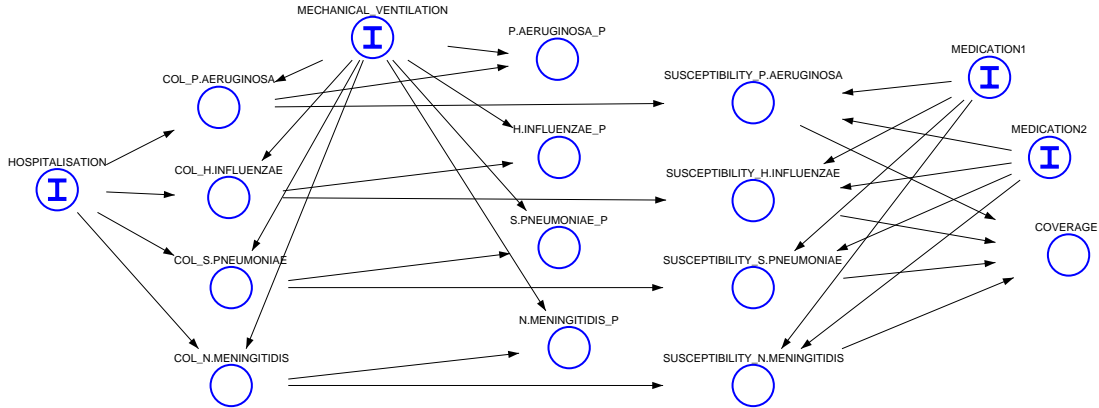 MECHANICAL_VENTILATION
P.AERUGINOSA_P
MEDICATION1
COL_P.AERUGINOSA
SUSCEPTIBILITY_P.AERUGINOSA
H.INFLUENZAE_P
MEDICATION2
HOSPITALISATION
COL_H.INFLUENZAE
SUSCEPTIBILITY_H.INFLUENZAE
S.PNEUMONIAE_P
COVERAGE
COL_S.PNEUMONIAE
SUSCEPTIBILITY_S.PNEUMONIAE
N.MENINGITIDIS_P
COL_N.MENINGITIDIS
SUSCEPTIBILITY_N.MENINGITIDIS